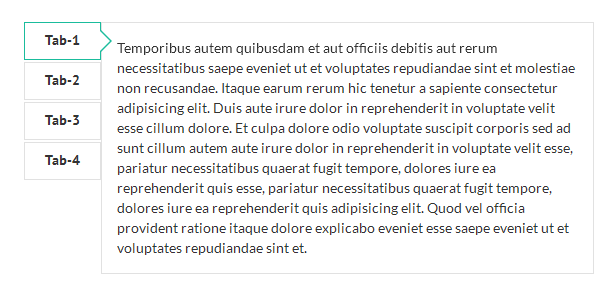 Tab-1
Tab-2
Tab-3
Tab-4
Temporibus autem quibusdam et aut officiis debitis aut rerum
necessitatibus saepe eveniet ut et voluptates repudiandae sint et molestiae
non recusandae. Itaque earum rerum hic tenetur a sapiente consectetur
adipisicing elit. Duis aute irure dolor in reprehenderit in voluptate velit
esse cillum dolore. Et culpa dolore odio voluptate suscipit corporis sed ad
sunt cillum autem aute irure dolor in reprehenderit in voluptate velit esse,
pariatur necessitatibus quaerat fugit tempore, dolores iure ea
reprehenderit quis esse, pariatur necessitatibus quaerat fugit tempore,
dolores iure ea reprehenderit quis adipisicing elit. Quod vel officia
provident ratione itaque dolore explicabo eveniet esse saepe eveniet ut et
voluptates repudiandae sint et.